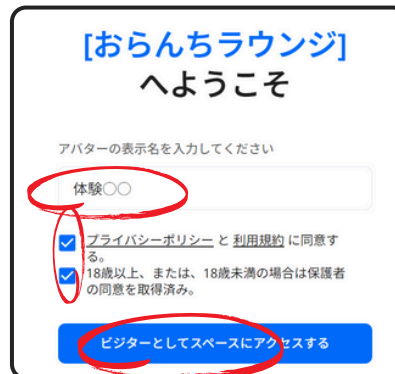 [おらんちラウンジ]
へようこそ
アバターの表示名を入力してください
体験〇〇
プライバシーポリシー と 利用規約 に同意す
る。
18歳以上、または、18歳未満の場合は保護者
の同意を取得済み。
ビジターとしてスペースにアクセスする